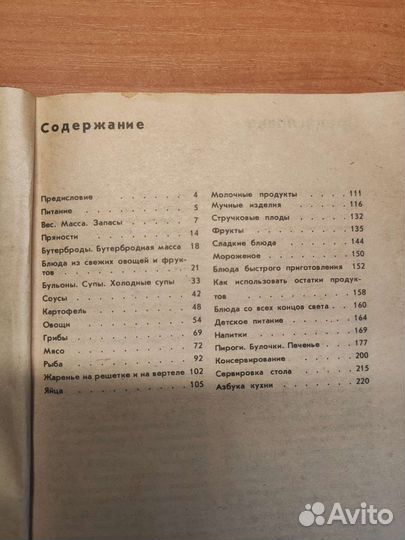 Содержание
Предисловие . . . . . . . 4
Питание . . . . . . . . 5
Вес. Масса. Запасы . . . . . 7
Пряности . . . . . . . . 14
Бутерброды. Бутербродная масса 18
Блюда из свежих овощей и фрук-
тов . . . . . . . . . 21
Бульоны. Супы. Холодные супы . 33
Соусы . . . . . . . . . 42
Картофель . . . . . . . . 48
Овощи . . . . . . . . . 54
Грибы . . . . . . . . . 69
Мясо . . . . . . . . . 72
Рыба . . . . . . . . . 92
Жаренье на решетке и на вертеле 102
Яйца . . . . . . . . . 105
Молочные продукты . . . . . 111
Мучные изделия . . . . . . 116
Стручковые плоды . . . . . 132
Фрукты . . . . . . . . 135
Сладкие блюда . . . . . . 144
Мороженое . . . . . . . 150
Блюда быстрого приготовления . 152
Как использовать остатки продук-
тов . . . . . . . . . 158
Блюда со всех концов света . . 160
Детское питание . . . . . . 164
Напитки . . . . . . . . 169
Пироги. Булочки. Печенье . . . 177
Консервирование . . . . . . 200
Сервировка стола . . . . . . 215
Азбука кухни . . . . . . . 220
Avito